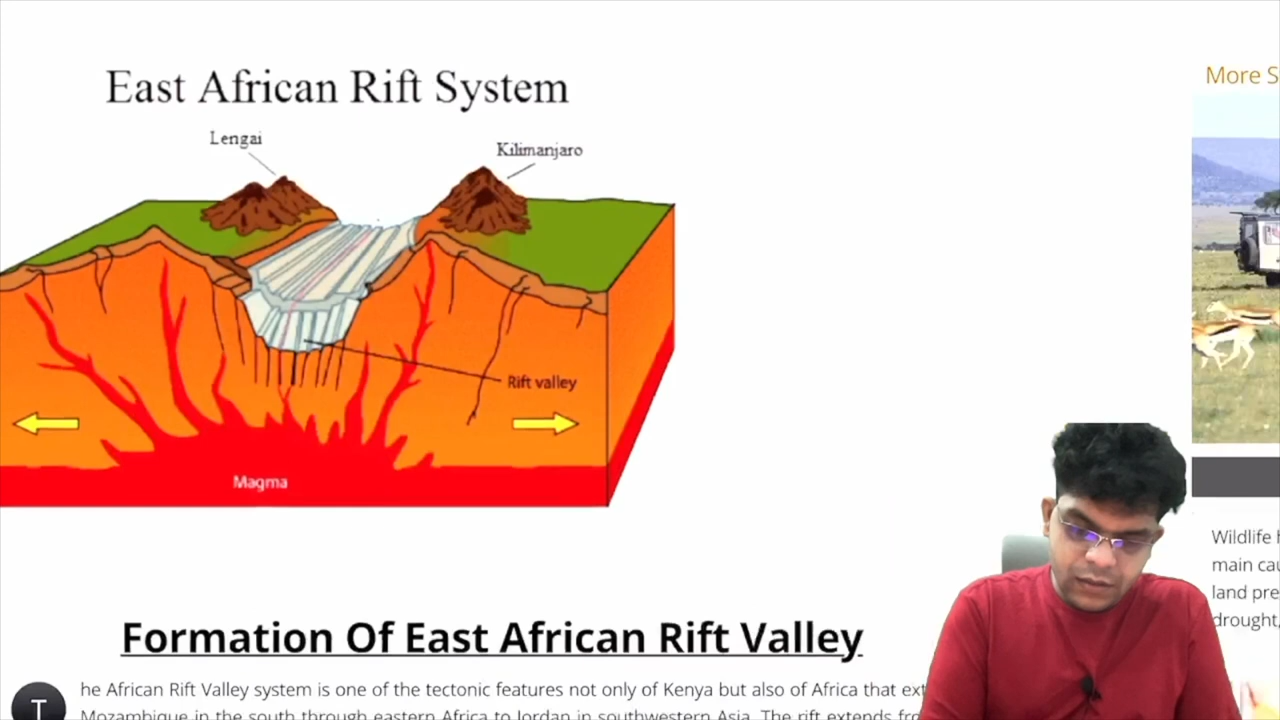 More S
East African Rift System
Lengai
Kilimanjaro
Rift valley
Magma
Wildlife
main cau
land pre
drought,
Formation Of East African Rift Valley
The African Rift Valley system is one of the tectonic features not only of Kenya but also of Africa that ext
Mozambique in the south through eastern Africa to Jordan in southwestern Asia. The rift extends fro